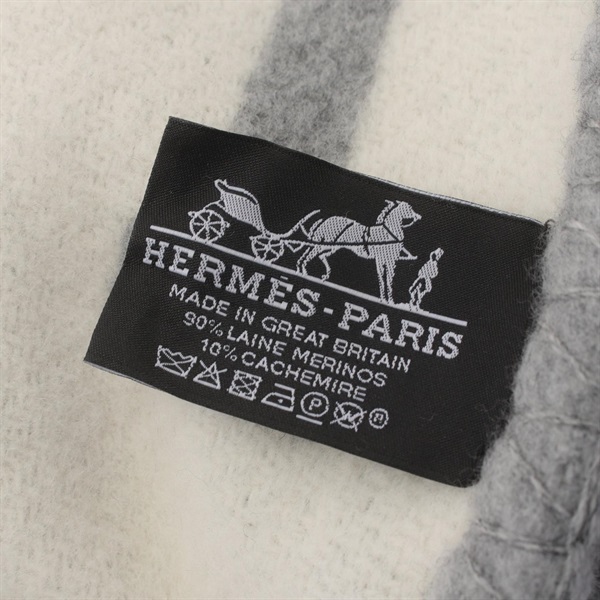 HERMÈS-PARIS
MADE IN GREAT BRITAIN
90% LAINE MERINOS
10% CACHEMIRE
P W ®